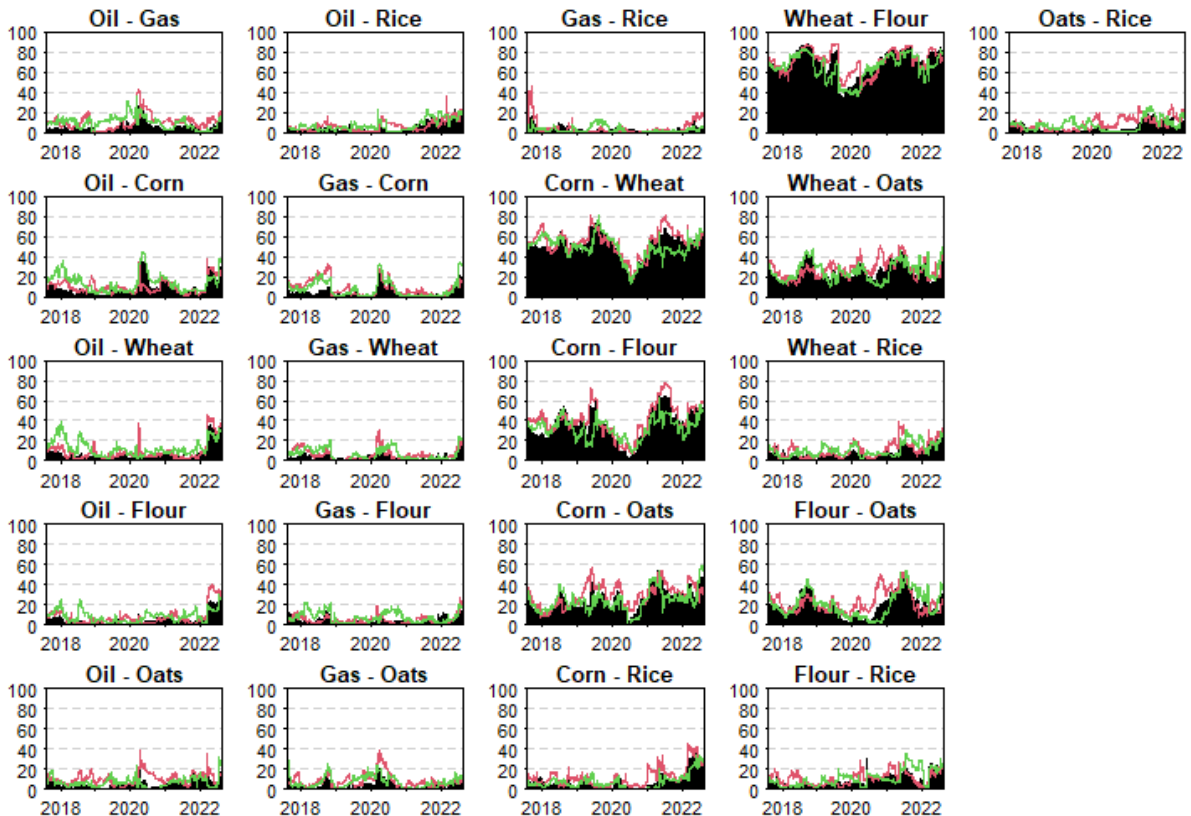 Oil - Gas Oil - Rice Gas - Rice Wheat - Flour Oats - Rice
100 100 100 100 100
80 80 80 80 80
60 60 60 60 60
40 40 40 40 40
20 20 20 20 20
0 0 0 0 0
2018 2020 2022 2018 2020 2022 2018 2020 2022 2018 2020 2022 2018 2020 2022
Oil - Corn Gas - Corn Corn - Wheat Wheat - Oats
100 100 100 100
80 80 80 80
60 60 60 60
40 40 40 40
20 20 20 20
0 0 0 0
2018 2020 2022 2018 2020 2022 2018 2020 2022 2018 2020 2022
Oil - Wheat Gas - Wheat Corn - Flour Wheat - Rice
100 100 100 100
80 80 80 80
60 60 60 60
40 40 40 40
20 20 20 20
0 0 0 0
2018 2020 2022 2018 2020 2022 2018 2020 2022 2018 2020 2022
Oil - Flour Gas - Flour Corn - Oats Flour - Oats
100 100 100 100
80 80 80 80
60 60 60 60
40 40 40 40
20 20 20 20
0 0 0 0
2018 2020 2022 2018 2020 2022 2018 2020 2022 2018 2020 2022
Oil - Oats Gas - Oats Corn - Rice Flour - Rice
100 100 100 100
80 80 80 80
60 60 60 60
40 40 40 40
20 20 20 20
0 0 0 0
2018 2020 2022 2018 2020 2022 2018 2020 2022 2018 2020 2022